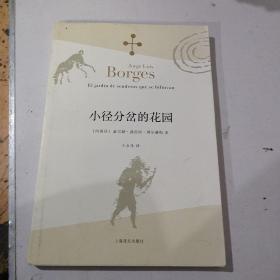 Jorge Luis
Borges
El jardín de senderos que se bifurcan
小径分岔的花园
[阿根廷] 豪尔赫·路易斯·博尔赫斯 著
王永年 译
上海译文出版社